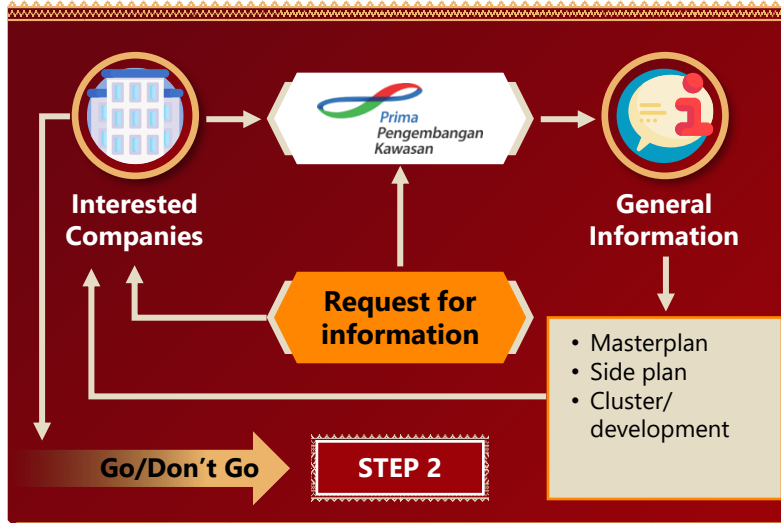 Prima
Pengembangan
Kawasan
Interested
Companies
General
Information
Request for
information
• Masterplan
• Side plan
• Cluster/
development
Go/Don't Go
STEP 2